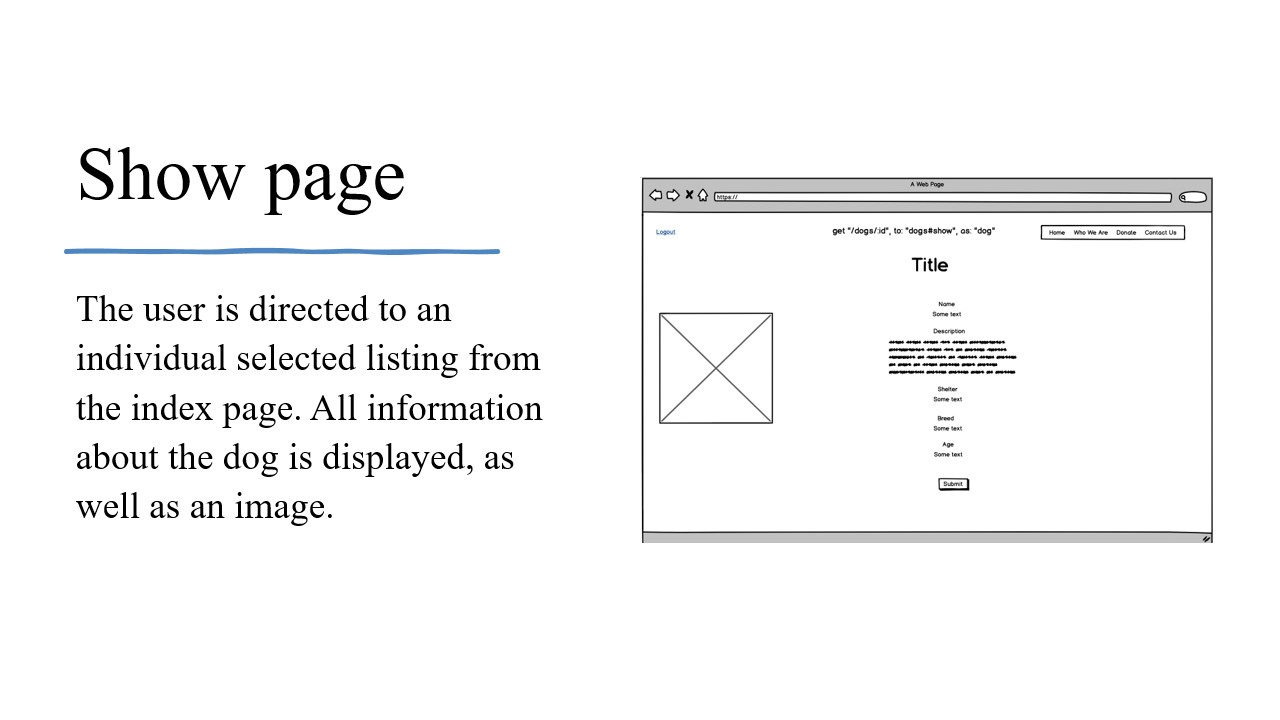 Show page
The user is directed to an
individual selected listing from
the index page. All information
about the dog is displayed, as
well as an image.
A Web Page
https://
Logout
get "/dogs/:id", to: "dogs#show", as: "dog"
Home Who We Are Donate Contact Us
Title
Name
Some text
Description
Shelter
Some text
Breed
Some text
Age
Some text
Submit